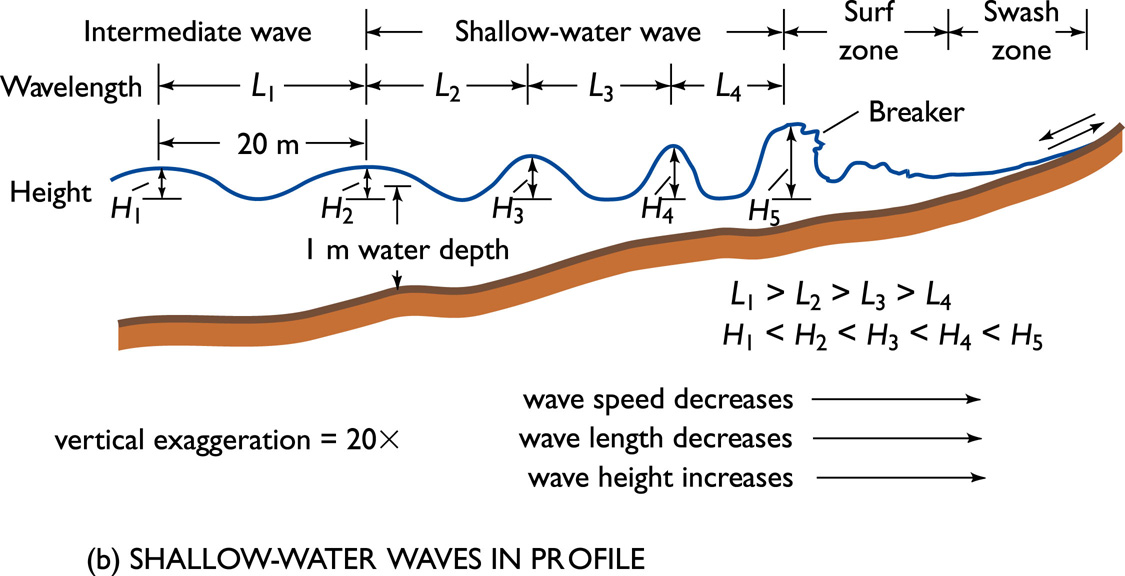 Surf Swash
Intermediate wave Shallow-water wave zone zone
Wavelength L1 L2 L3 L4
Breaker
20 m
Height
H1 H2 H3 H4 H5
1 m water depth
L1 > L2 > L3 > L4
H1 < H2 < H3 < H4 < H5
wave speed decreases
vertical exaggeration = 20×
wave length decreases
wave height increases
(b) SHALLOW-WATER WAVES IN PROFILE